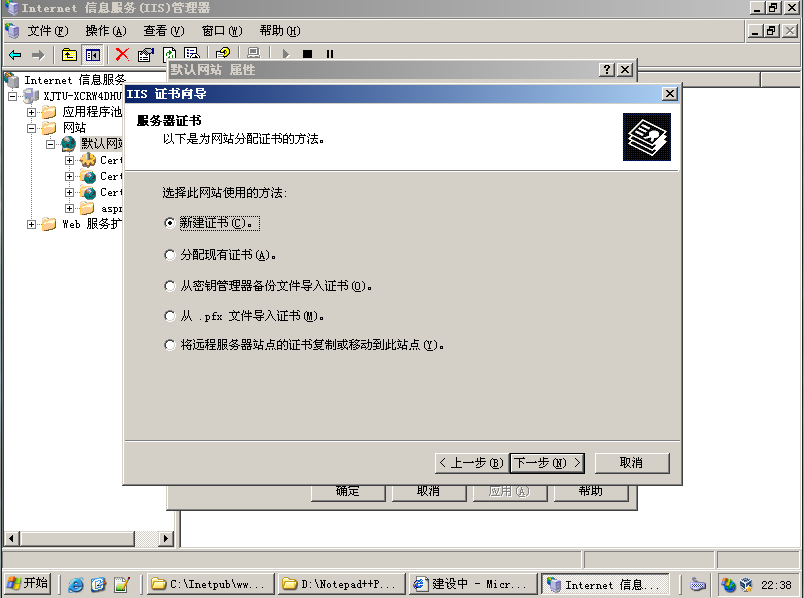 Internet 信息服务(IIS)管理器
文件(F) 操作(A) 查看(V) 窗口(W) 帮助(H)
默认网站 属性
Internet 信息服务
XJTU-XCRW4DHU
应用程序池
网站
默认网站
Cert
Cert
Cert
aspn
Web 服务扩
IIS 证书向导
服务器证书
以下是为网站分配证书的方法。
选择此网站使用的方法:
新建证书(C)。
分配现有证书(A)。
从密钥管理器备份文件导入证书(O)。
从 .pfx 文件导入证书(M)。
将远程服务器站点的证书复制或移动到此站点(Y)。
< 上一步(B) 下一步(N) > 取消
确定 取消 应用(A) 帮助
开始 C:\Inetpub\ww... D:\Notepad++P... 建设中 - Micr... Internet 信息... 22:38